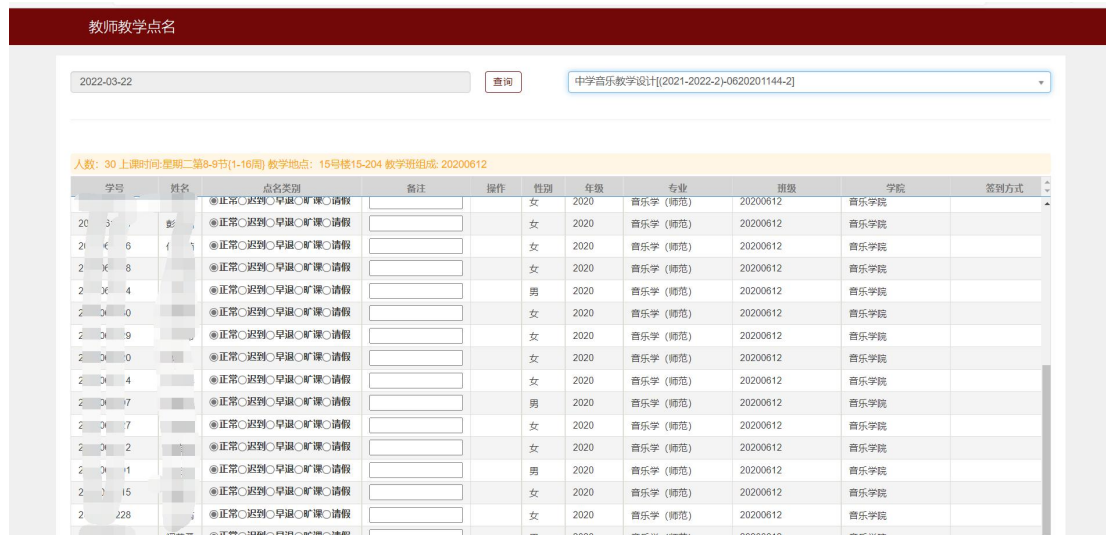 教师教学点名
2022-03-22 查询 中学音乐教学设计[(2021-2022-2)-0620201144-2]
人数：30 上课时间:星期二第8-9节{1-16周} 教学地点：15号楼15-204 教学班组成: 20200612
学号 姓名 点名类别 备注 操作 性别 年级 专业 班级 学院 签到方式
◉正常○迟到○早退○旷课○请假 女 2020 音乐学（师范） 20200612 音乐学院
◉正常○迟到○早退○旷课○请假 女 2020 音乐学（师范） 20200612 音乐学院
◉正常○迟到○早退○旷课○请假 女 2020 音乐学（师范） 20200612 音乐学院
◉正常○迟到○早退○旷课○请假 女 2020 音乐学（师范） 20200612 音乐学院
◉正常○迟到○早退○旷课○请假 男 2020 音乐学（师范） 20200612 音乐学院
◉正常○迟到○早退○旷课○请假 女 2020 音乐学（师范） 20200612 音乐学院
◉正常○迟到○早退○旷课○请假 女 2020 音乐学（师范） 20200612 音乐学院
◉正常○迟到○早退○旷课○请假 女 2020 音乐学（师范） 20200612 音乐学院
◉正常○迟到○早退○旷课○请假 女 2020 音乐学（师范） 20200612 音乐学院
◉正常○迟到○早退○旷课○请假 男 2020 音乐学（师范） 20200612 音乐学院
◉正常○迟到○早退○旷课○请假 女 2020 音乐学（师范） 20200612 音乐学院
◉正常○迟到○早退○旷课○请假 女 2020 音乐学（师范） 20200612 音乐学院
◉正常○迟到○早退○旷课○请假 男 2020 音乐学（师范） 20200612 音乐学院
◉正常○迟到○早退○旷课○请假 女 2020 音乐学（师范） 20200612 音乐学院
◉正常○迟到○早退○旷课○请假 女 2020 音乐学（师范） 20200612 音乐学院